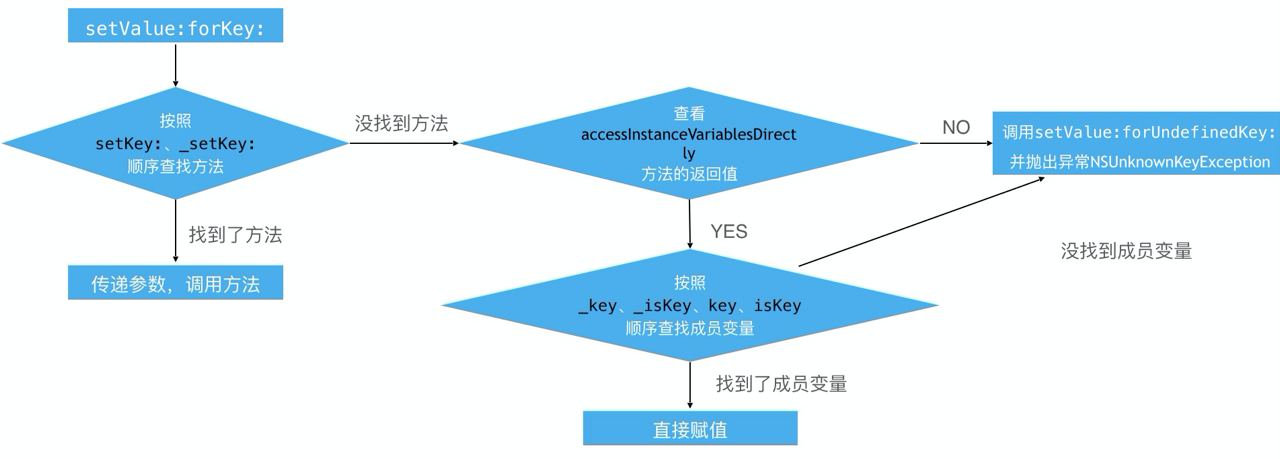 setValue:forKey:
按照
setKey:、_setKey:
顺序查找方法
没找到方法
找到了方法
传递参数，调用方法
查看
accessInstanceVariablesDirect
ly
方法的返回值
NO
调用setValue:forUndefinedKey:
并抛出异常NSUnknownKeyException
YES
没找到成员变量
按照
_key、_isKey、key、isKey
顺序查找成员变量
找到了成员变量
直接赋值